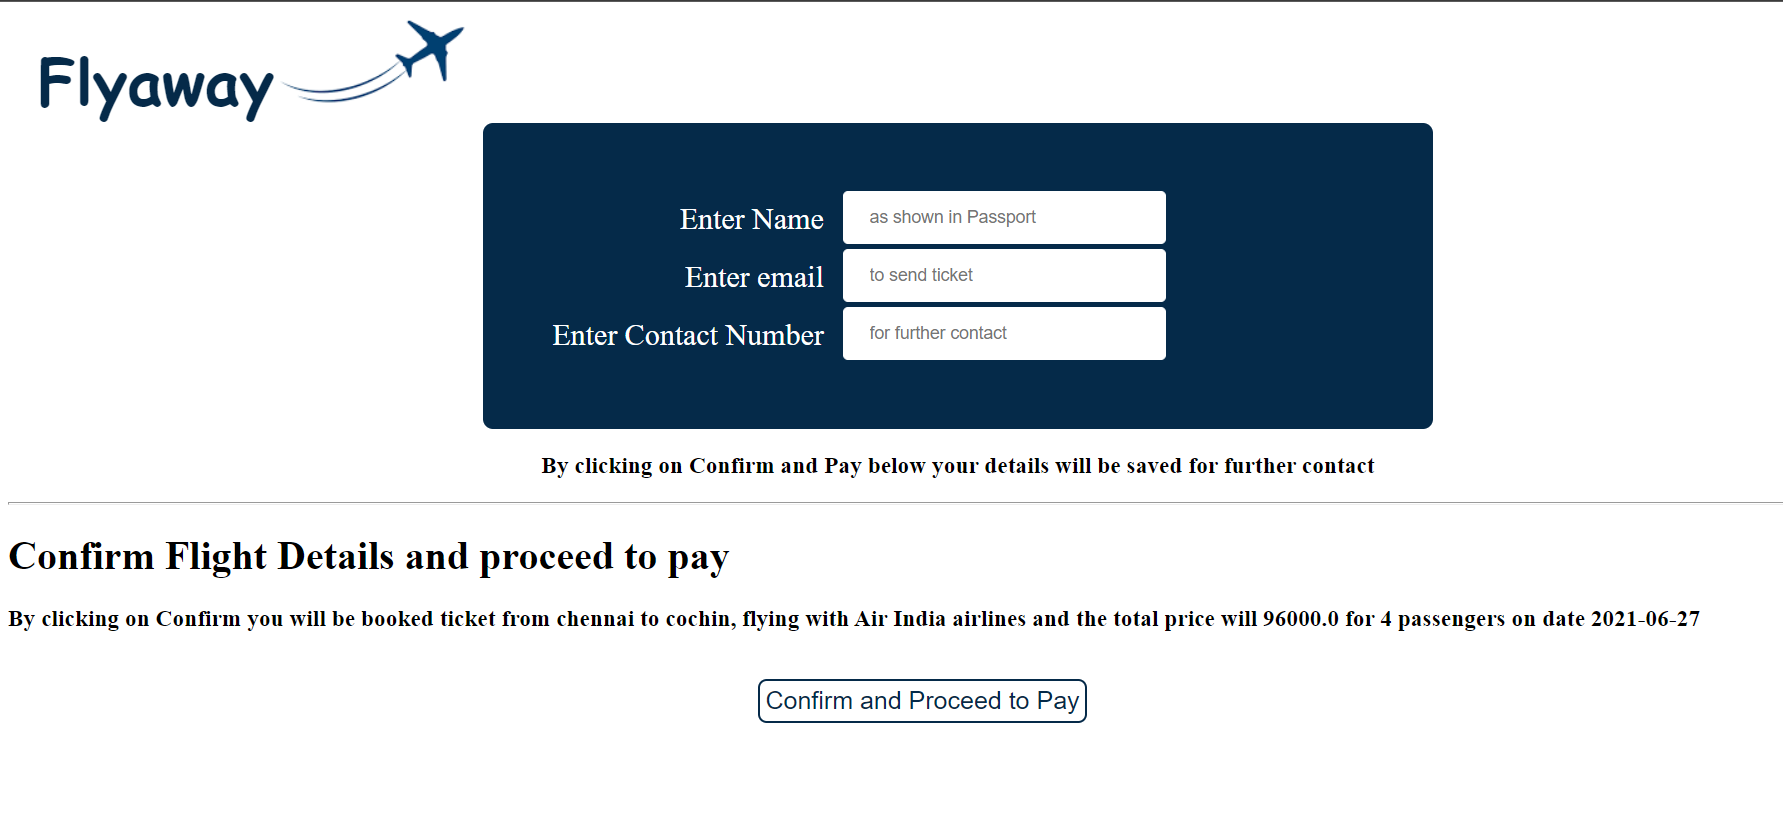 Flyaway
Enter Name as shown in Passport
Enter email to send ticket
Enter Contact Number for further contact
By clicking on Confirm and Pay below your details will be saved for further contact
Confirm Flight Details and proceed to pay
By clicking on Confirm you will be booked ticket from chennai to cochin, flying with Air India airlines and the total price will 96000.0 for 4 passengers on date 2021-06-27
Confirm and Proceed to Pay